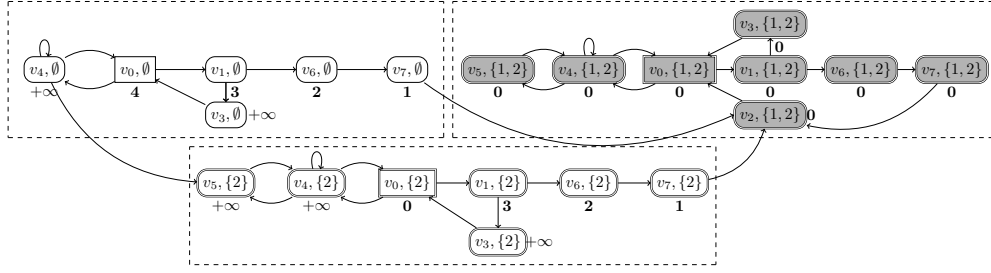 v₃, {1, 2}
0
v₄, ∅ v₀, ∅ v₁, ∅ v₆, ∅ v₇, ∅
+∞ 4 3 2 1
v₃, ∅ +∞
v₅, {1, 2} v₄, {1, 2} v₀, {1, 2} v₁, {1, 2} v₆, {1, 2} v₇, {1, 2}
0 0 0 0 0 0
v₂, {1, 2} 0
v₅, {2} v₄, {2} v₀, {2} v₁, {2} v₆, {2} v₇, {2}
+∞ +∞ 0 3 2 1
v₃, {2} +∞